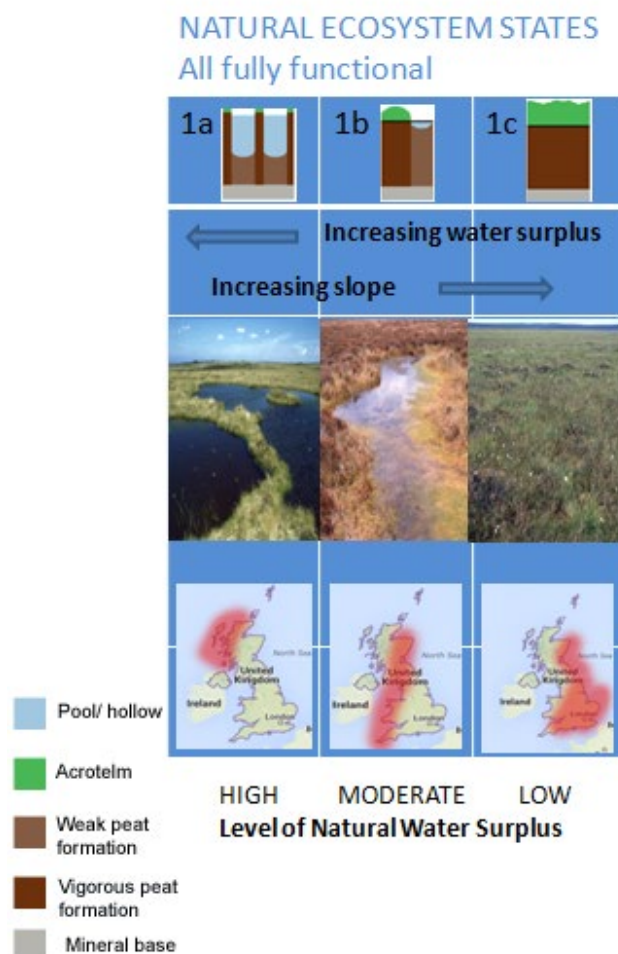 NATURAL ECOSYSTEM STATES
All fully functional
1a
1b
1c
Increasing water surplus
Increasing slope
North Sea
United
Kingdom
Ireland
London
North Sea
United
Kingdom
Ireland
London
North Sea
United
Kingdom
Ireland
London
Pool/ hollow
Acrotelm
Weak peat
formation
Vigorous peat
formation
Mineral base
HIGH
MODERATE
LOW
Level of Natural Water Surplus